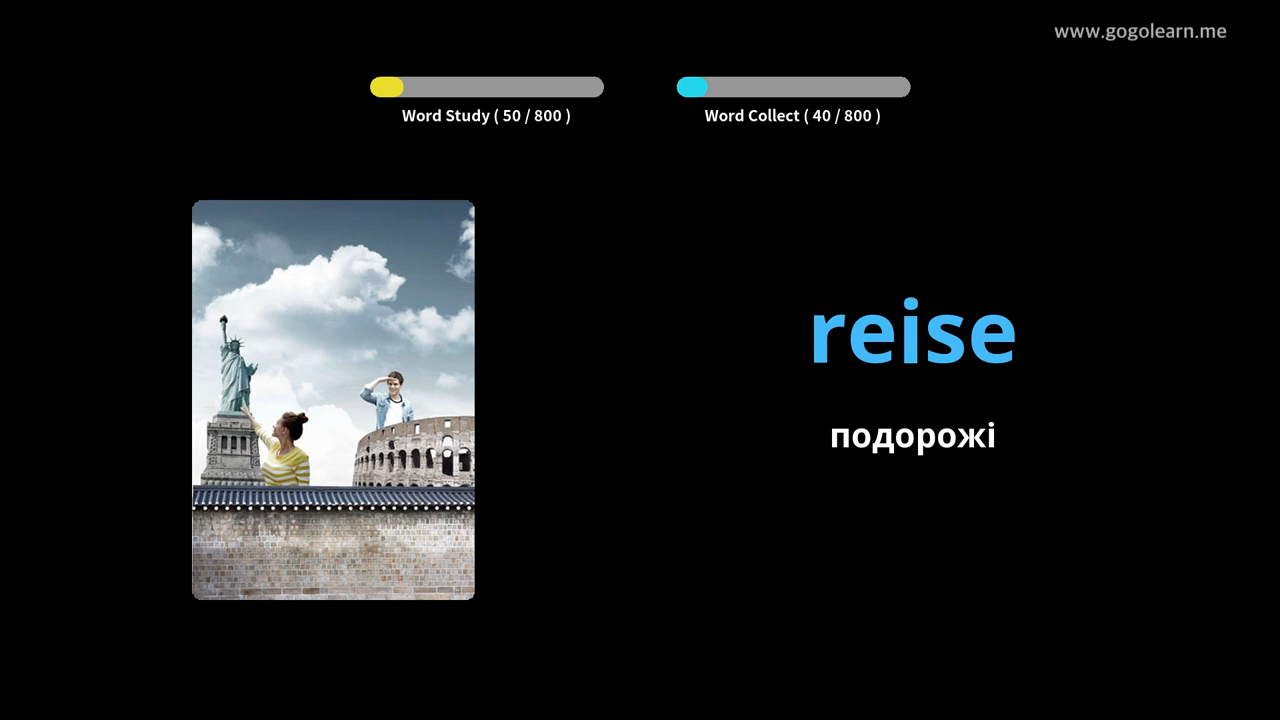 www.gogolearn.me
Word Study ( 50 / 800 )
Word Collect ( 40 / 800 )
reise
подорожі